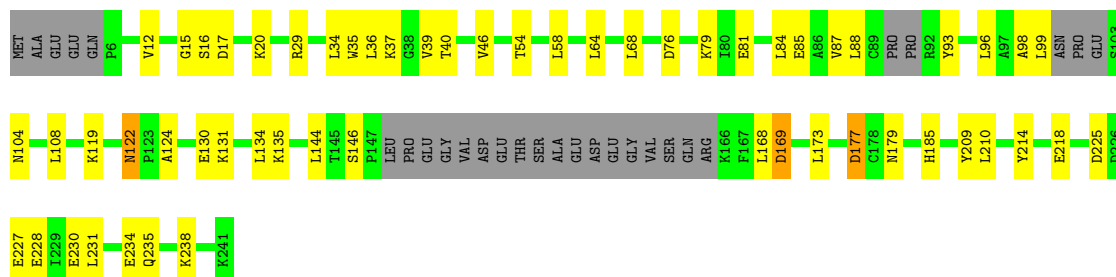 MET ALA GLU GLU GLN P6 V12 G15 S16 D17 K20 R29 L34 W35 L36 K37 G38 V39 T40 V46 T54 L58 L64 L68 D76 K79 I80 E81 L84 E85 A86 V87 L88 C89 PRO PRO R92 Y93 L96 A97 A98 L99 ASN PRO GLU S103
N104 L108 K119 N122 P123 A124 E130 K131 L134 K135 L144 T145 S146 P147 LEU PRO GLU GLY VAL ASP GLU THR SER ALA GLU ASP GLU GLY VAL SER GLN ARG K166 F167 L168 D169 L173 D177 C178 N179 H185 Y209 L210 Y214 E218 D225 D226
E227 E228 I229 E230 L231 E234 Q235 K238 K241